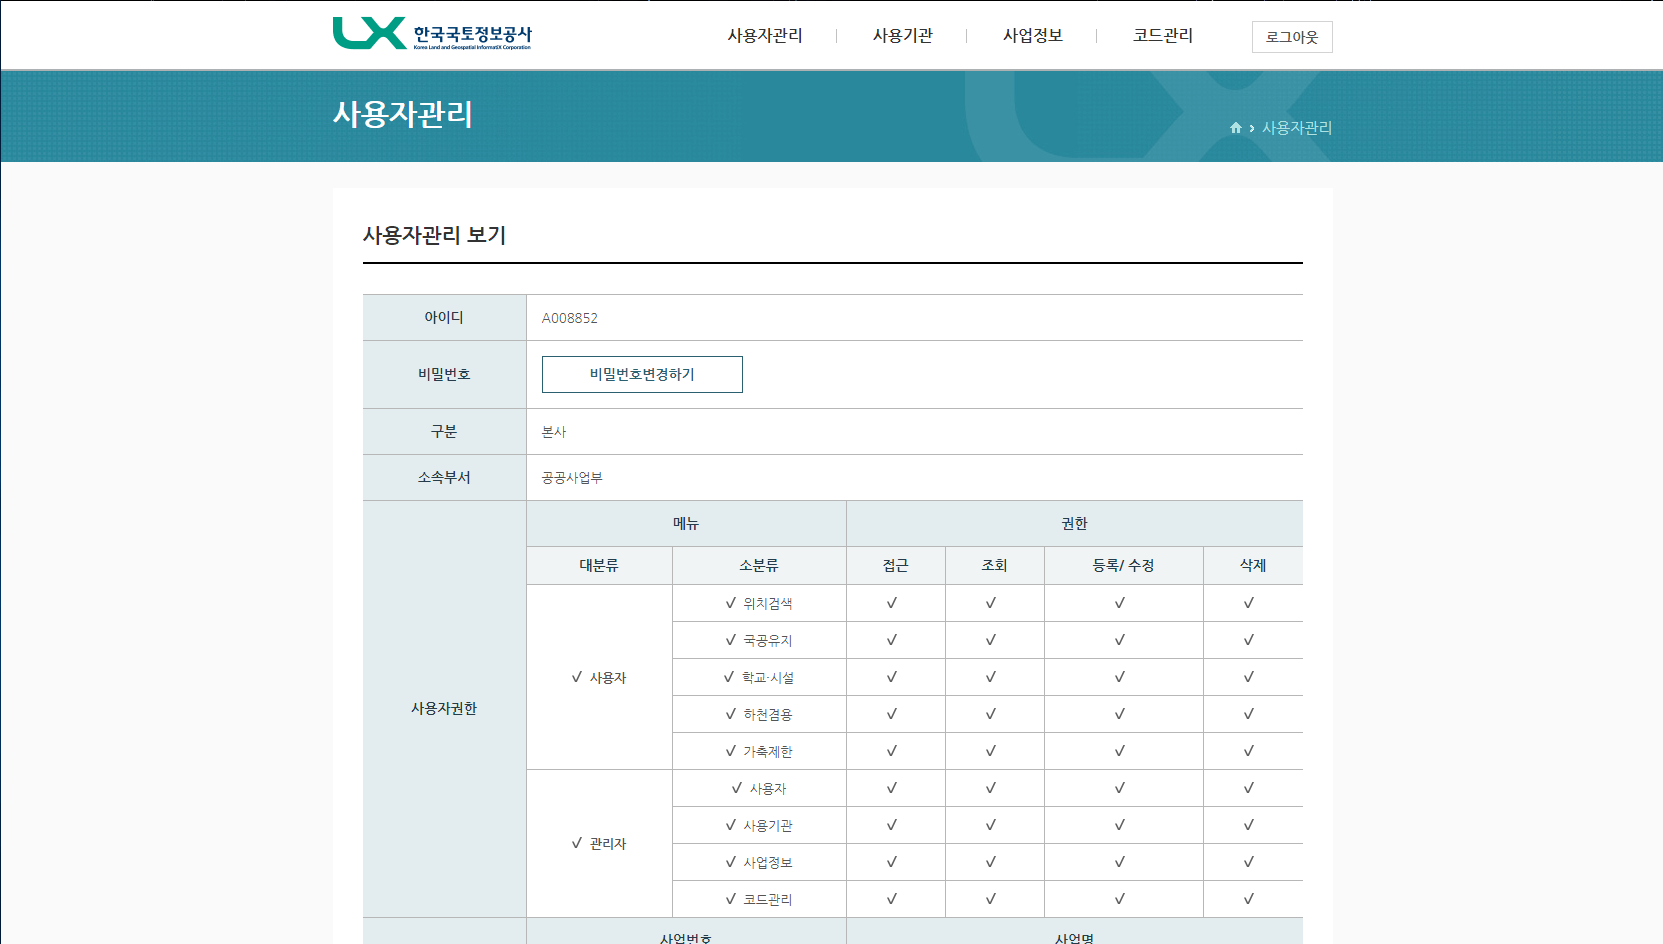 LX 한국국토정보공사
Korea Land and Geospatial InformatiX Corporation
사용자관리 사용기관 사업정보 코드관리 로그아웃
사용자관리
사용자관리
사용자관리 보기
아이디 A008852
비밀번호 비밀번호변경하기
구분 본사
소속부서 공공사업부
메뉴 권한
대분류 소분류 접근 조회 등록/ 수정 삭제
✓ 위치검색 ✓ ✓ ✓ ✓
✓ 국공유지 ✓ ✓ ✓ ✓
✓ 사용자 ✓ 학교·시설 ✓ ✓ ✓ ✓
사용자권한
✓ 하천점용 ✓ ✓ ✓ ✓
✓ 가축제한 ✓ ✓ ✓ ✓
✓ 사용자 ✓ ✓ ✓ ✓
✓ 사용기관 ✓ ✓ ✓ ✓
✓ 관리자
✓ 사업정보 ✓ ✓ ✓ ✓
✓ 코드관리 ✓ ✓ ✓ ✓
사업번호 사업명